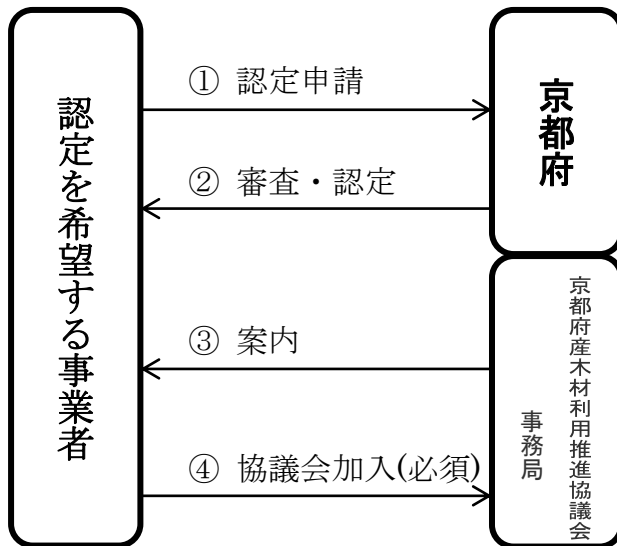 認定を希望する事業者
① 認定申請
② 審査・認定
③ 案内
④ 協議会加入(必須)
京都府
京都府産木材利用推進協議会
事務局